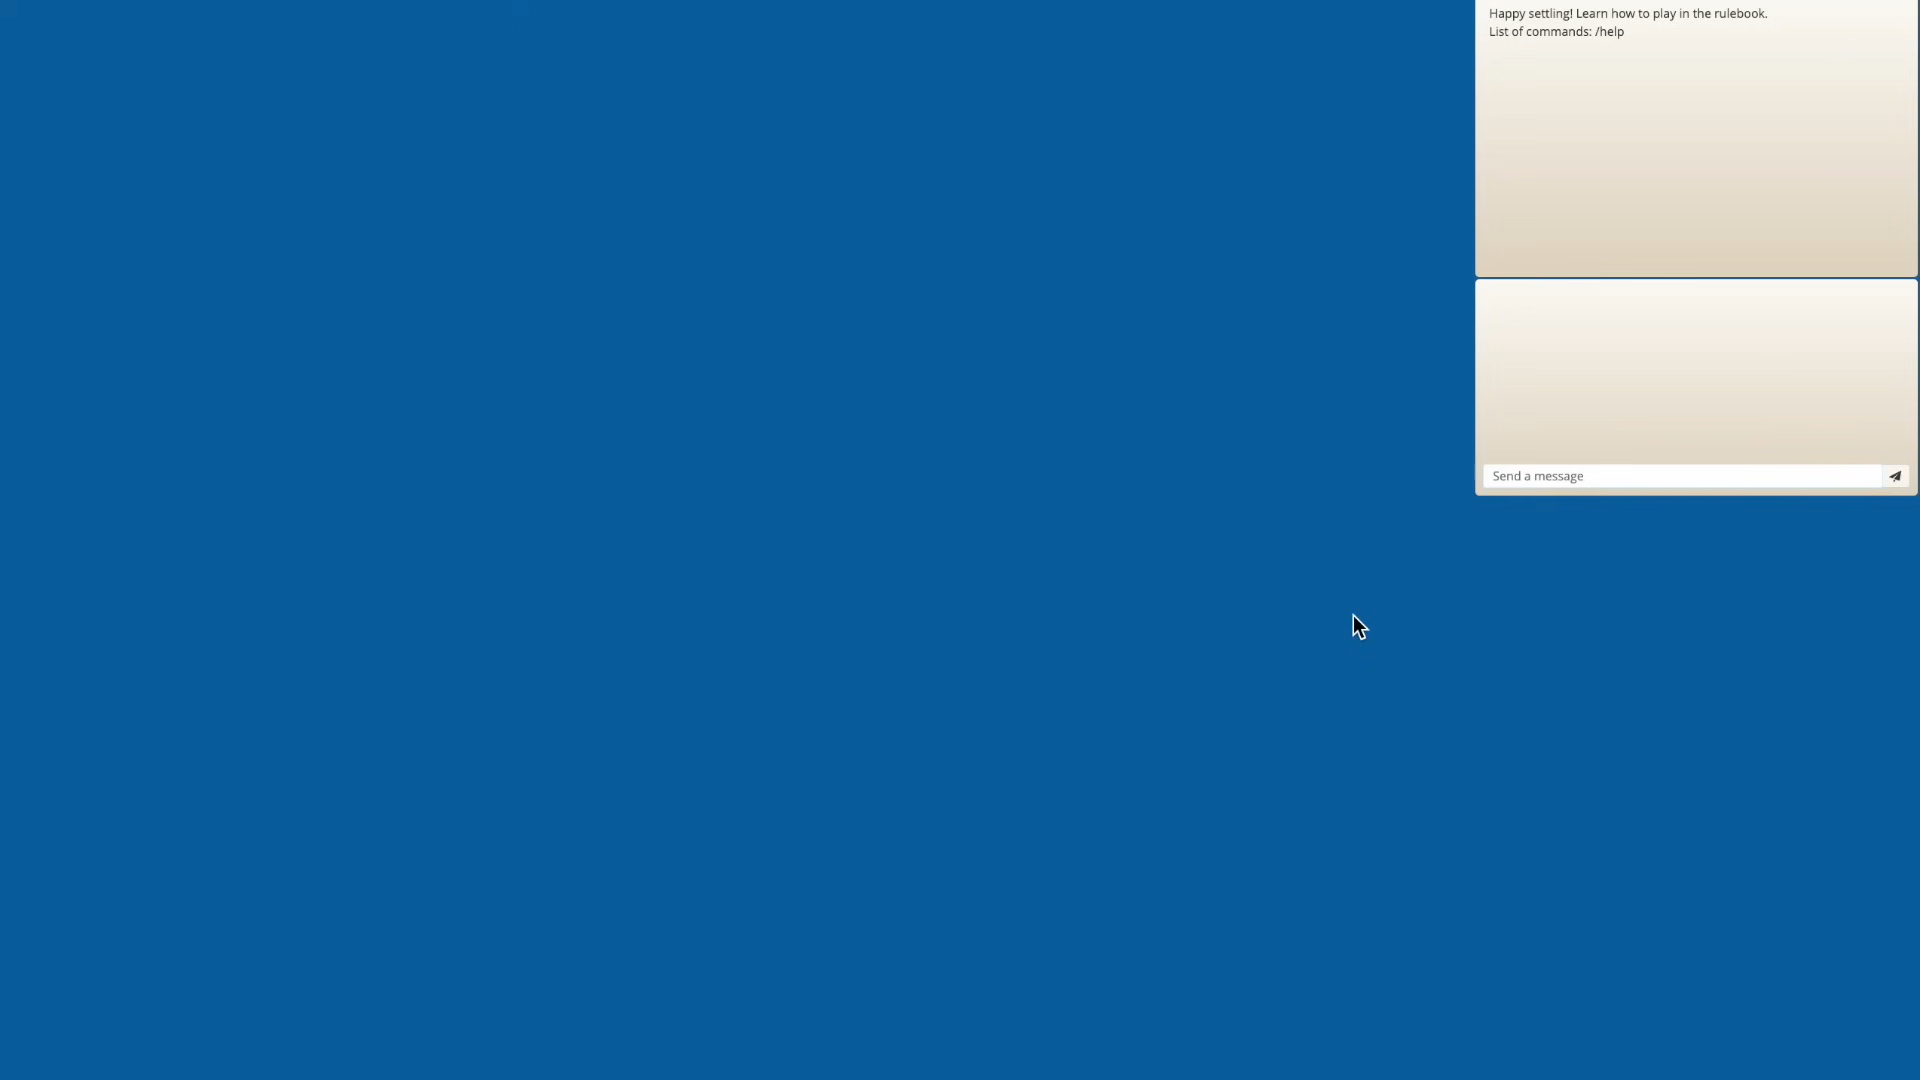 Happy settling! Learn how to play in the rulebook.
List of commands: /help
Send a message